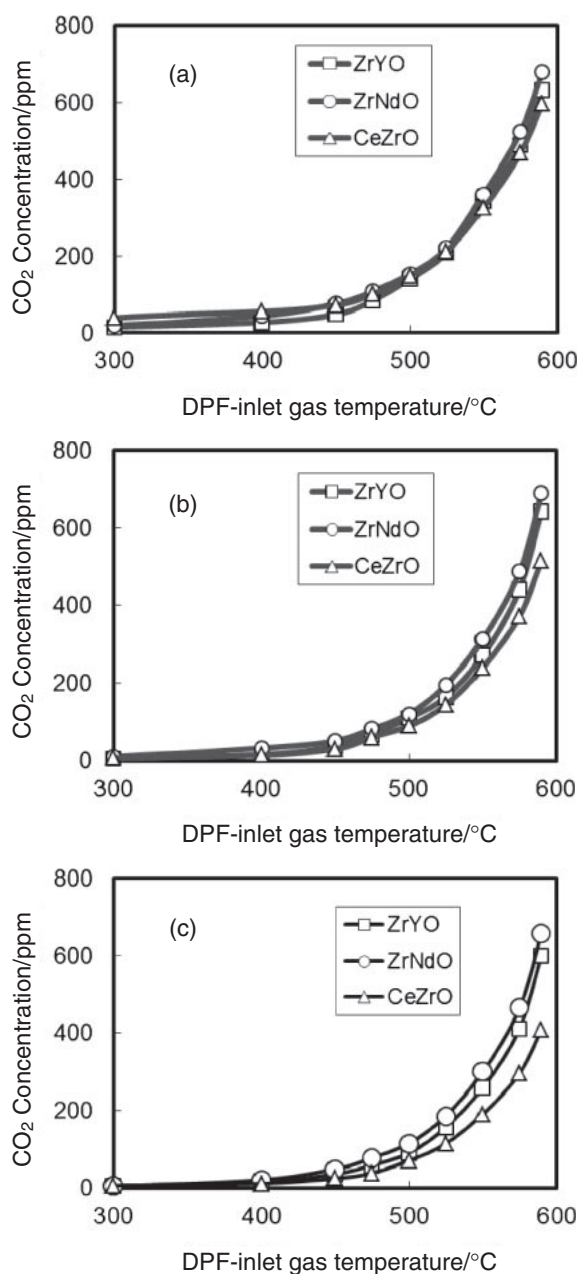 800
(a)
ZrYO
ZrNdO
CeZrO
600
400
200
0
CO₂ Concentration/ppm
300 400 500 600
DPF-inlet gas temperature/°C
800
(b)
ZrYO
ZrNdO
CeZrO
600
400
200
0
CO₂ Concentration/ppm
300 400 500 600
DPF-inlet gas temperature/°C
800
(c)
ZrYO
ZrNdO
CeZrO
600
400
200
0
CO₂ Concentration/ppm
300 400 500 600
DPF-inlet gas temperature/°C